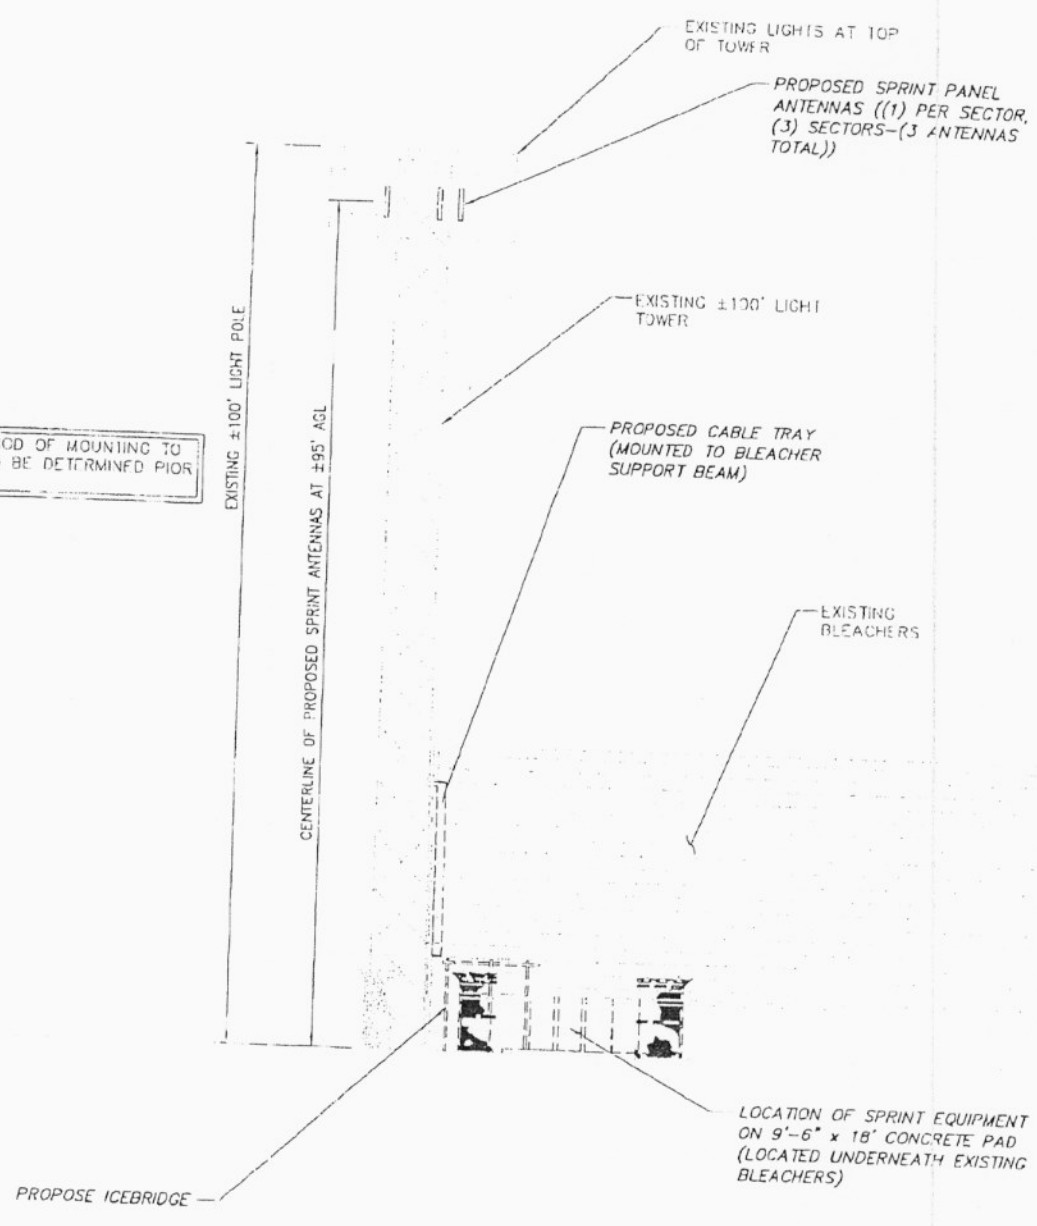 EXISTING LIGHTS AT TOP
OF TOWER
PROPOSED SPRINT PANEL
ANTENNAS ((1) PER SECTOR,
(3) SECTORS-(3 ANTENNAS
TOTAL))
EXISTING ±100' LIGHT
TOWER
EXISTING ±100' LIGHT POLE
CENTERLINE OF PROPOSED SPRINT ANTENNAS AT ±95' AGL
OD OF MOUNTING TO
BE DETERMINED PIOR
PROPOSED CABLE TRAY
(MOUNTED TO BLEACHER
SUPPORT BEAM)
EXISTING
BLEACHERS
LOCATION OF SPRINT EQUIPMENT
ON 9'-6" x 18' CONCRETE PAD
(LOCATED UNDERNEATH EXISTING
BLEACHERS)
PROPOSE ICEBRIDGE